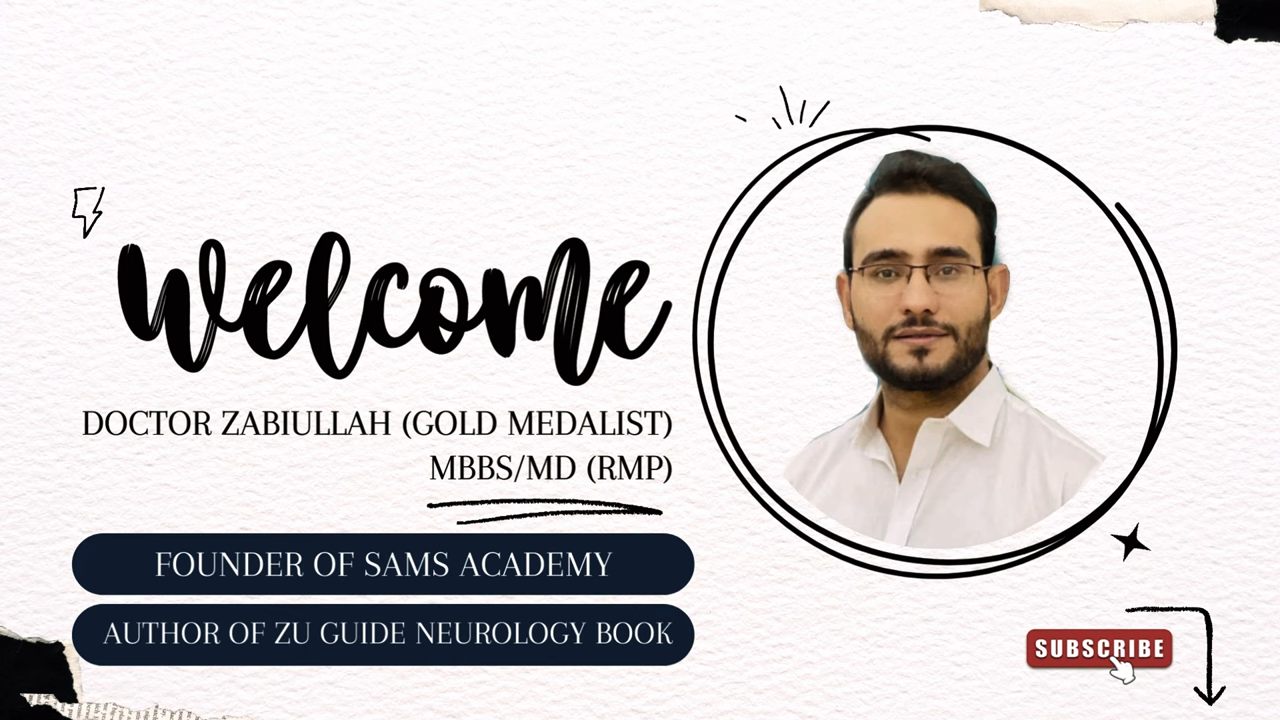 welcome
DOCTOR ZABIULLAH (GOLD MEDALIST)
MBBS/MD (RMP)
FOUNDER OF SAMS ACADEMY
AUTHOR OF ZU GUIDE NEUROLOGY BOOK
SUBSCRIBE